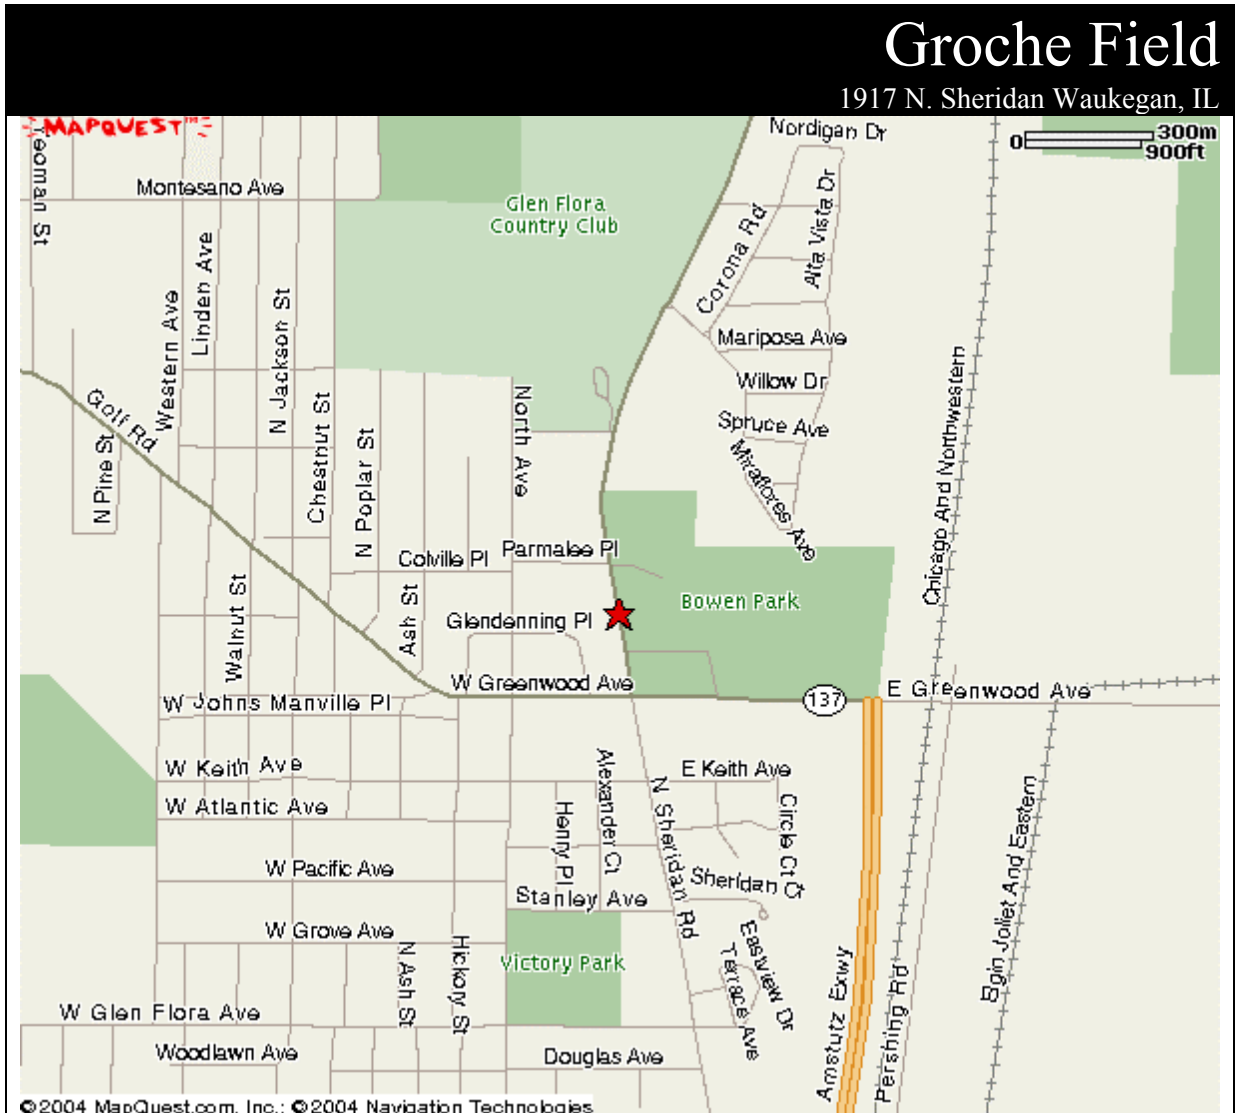 Groche Field
1917 N. Sheridan Waukegan, IL
MAPQUEST™
Nordigan Dr
0
300m
900ft
Yeoman St
Montesano Ave
Glen Flora
Country Club
Corona Rd
Alta Vista Dr
Linden Ave
Western Ave
N Jackson St
Mariposa Ave
Willow Dr
Chicago And Northwestern
Golf Rd
N Pine St
Chestnut St
N Poplar St
North Ave
Spruce Ave
Miraflores Ave
Colville Pl
Parmalee Pl
Walnut St
Ash St
Glendenning Pl
Bowen Park
W Greenwood Ave
137
E Greenwood Ave
W Johns Manville Pl
W Keith Ave
Alexander Ct
E Keith Ave
N Sheridan Rd
W Atlantic Ave
Henry Pl
Circle Ct
Elgin Joliet And Eastern
W Pacific Ave
Sheridan Ct
Stanley Ave
W Grove Ave
N Ash St
Hickory St
Victory Park
Terrace Ave
Eastview Dr
Amstutz Exwy
Pershing Rd
W Glen Flora Ave
Woodlawn Ave
Douglas Ave
©2004 MapQuest.com, Inc.; ©2004 Navigation Technologies